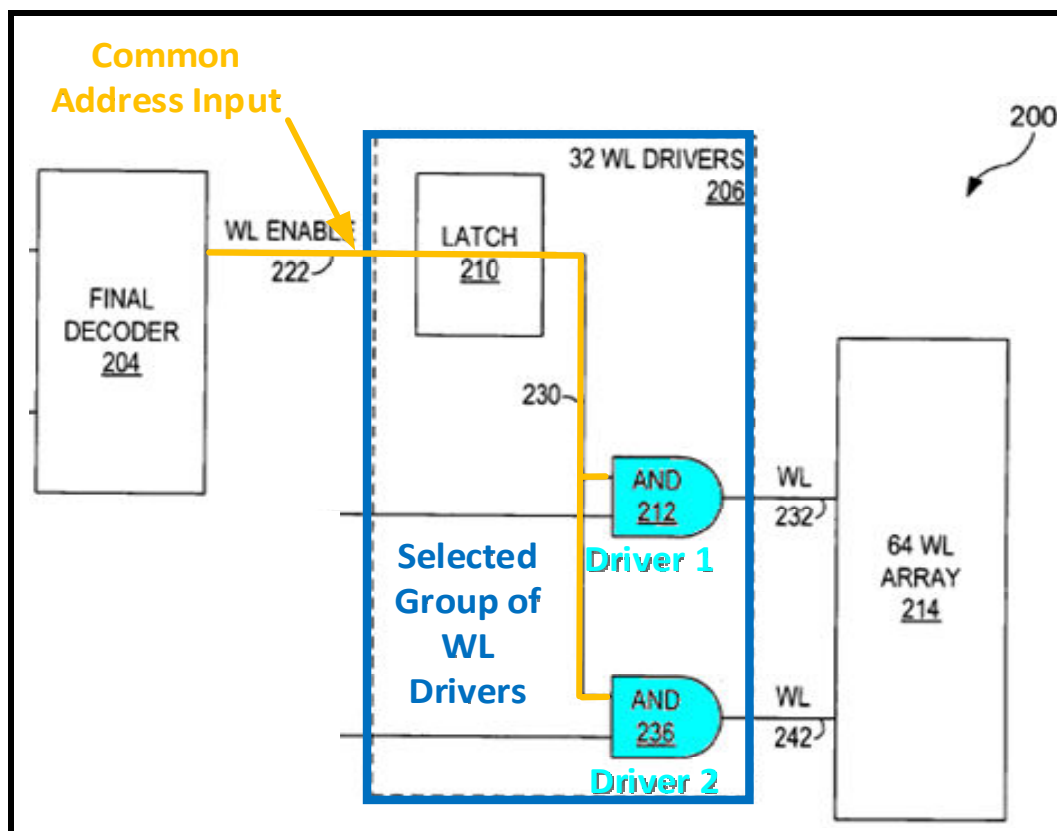 Common
Address Input
200
32 WL DRIVERS
206
WL ENABLE
222
LATCH
210
FINAL
DECODER
204
230
AND
212
Driver 1
WL
232
64 WL
ARRAY
214
Selected
Group of
WL
Drivers
AND
236
Driver 2
WL
242